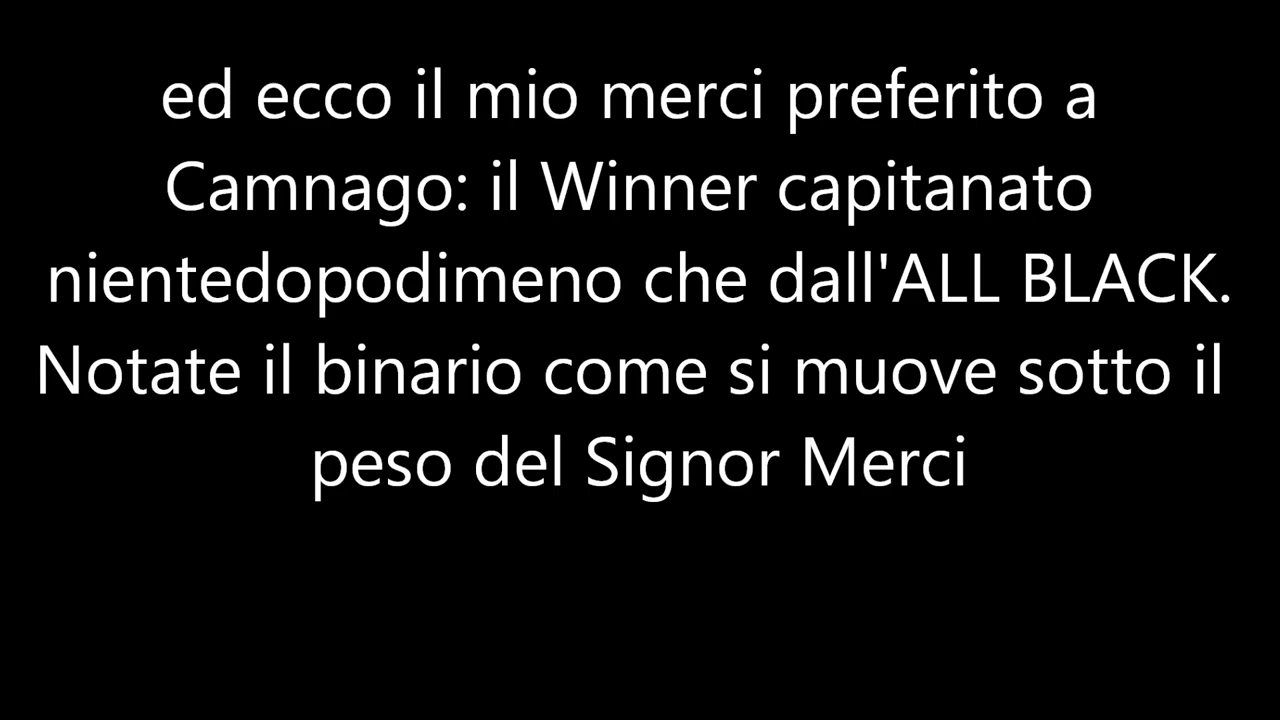 ed ecco il mio merci preferito a
Camnago: il Winner capitanato
nientedopodimeno che dall'ALL BLACK.
Notate il binario come si muove sotto il
peso del Signor Merci